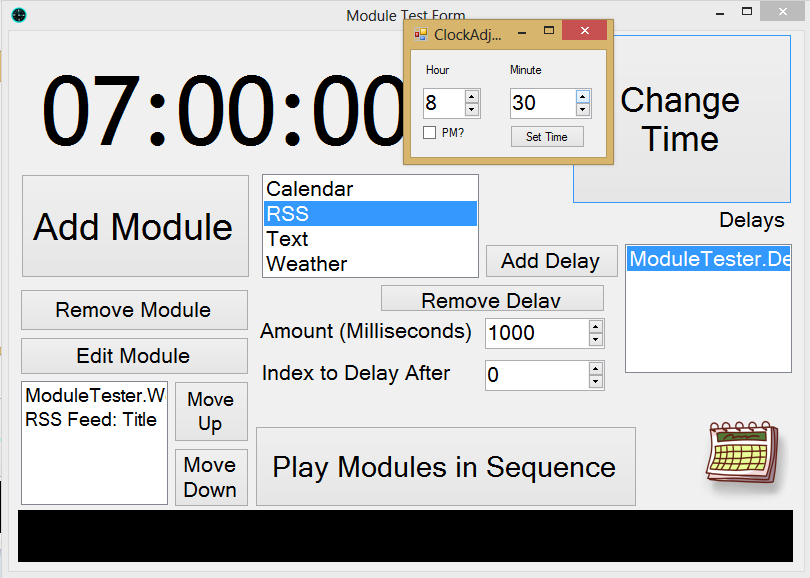 Module Test Form
ClockAdj...
07:00:00
Hour
Minute
8
30
PM?
Set Time
Change
Time
Add Module
Calendar
RSS
Text
Weather
Delays
Add Delay
ModuleTester.De
Remove Module
Remove Delay
Amount (Milliseconds)
1000
Edit Module
Index to Delay After
0
ModuleTester.W
RSS Feed: Title
Move
Up
Move
Down
Play Modules in Sequence